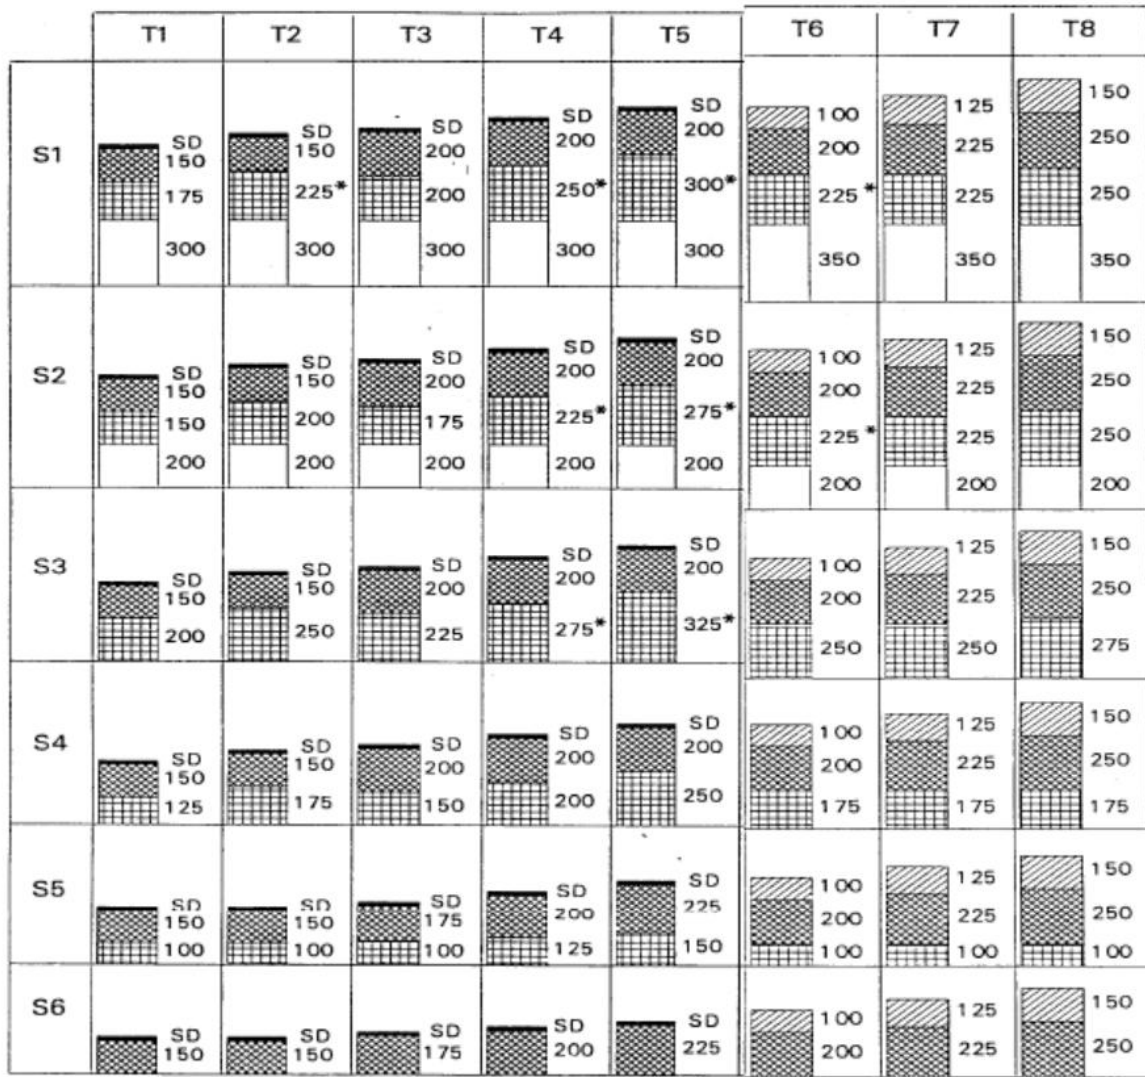 T1 T2 T3 T4 T5 T6 T7 T8
S1
SD SD SD SD SD 100 125 150
150 150 200 200 200 200 225 250
175 225* 200 250* 300* 225* 225 250
300 300 300 300 300 350 350 350
S2
SD SD SD SD SD 100 125 150
150 150 200 200 200 200 225 250
150 200 175 225* 275* 225* 225 250
200 200 200 200 200 200 200 200
S3
SD SD SD SD SD 100 125 150
150 150 200 200 200 200 225 250
200 250 225 275* 325* 250 250 275
S4
SD SD SD SD SD 100 125 150
150 150 200 200 200 200 225 250
125 175 150 200 250 175 175 175
S5
SD SD SD SD SD 100 125 150
150 150 175 200 225 200 225 250
100 100 100 125 150 100 100 100
S6
SD SD SD SD SD 100 125 150
150 150 175 200 225 200 225 250